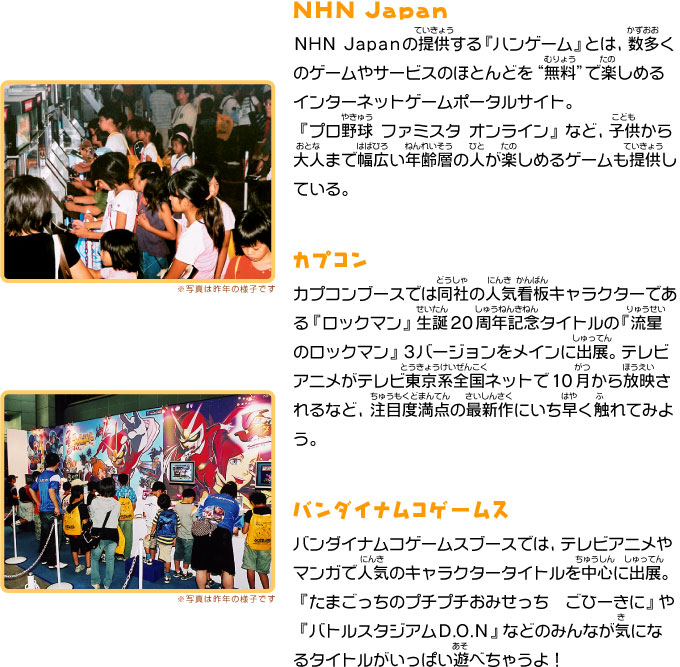 NHN Japan
NHN Japanの提供する『ハンゲーム』とは，数多く
のゲームやサービスのほとんどを“無料”で楽しめる
インターネットゲームポータルサイト。
『プロ野球 ファミスタ オンライン』など，子供から
大人まで幅広い年齢層の人が楽しめるゲームも提供し
ている。
※写真は昨年の様子です
カプコン
カプコンブースでは同社の人気看板キャラクターであ
る『ロックマン』生誕20周年記念タイトルの『流星
のロックマン』3バージョンをメインに出展。テレビ
アニメがテレビ東京系全国ネットで10月から放映さ
れるなど，注目度満点の最新作にいち早く触れてみよ
う。
バンダイナムコゲームス
バンダイナムコゲームスブースでは，テレビアニメや
マンガで人気のキャラクタータイトルを中心に出展。
『たまごっちのプチプチおみせっち　ごひーきに』や
『バトルスタジアムD.O.N』などのみんなが気にな
るタイトルがいっぱい遊べちゃうよ！
※写真は昨年の様子です